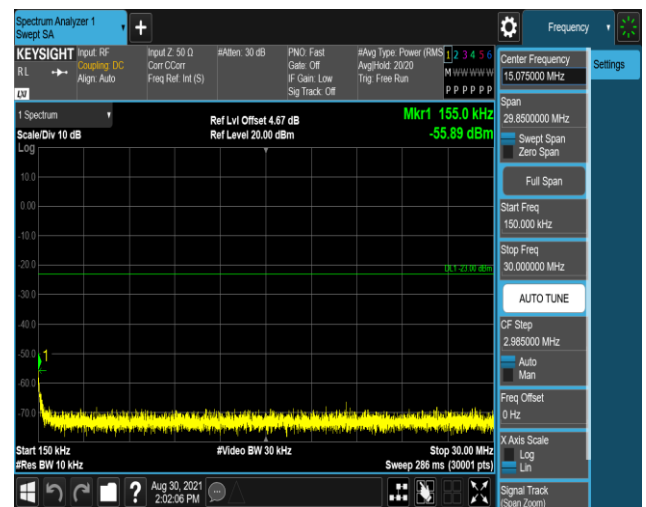 Spectrum Analyzer 1
Swept SA
Frequency
KEYSIGHT
RL
LXI
Input: RF
Coupling: DC
Align: Auto
Input Z: 50 Ω
Corr CCorr
Freq Ref: Int (S)
#Atten: 30 dB
PNO: Fast
Gate: Off
IF Gain: Low
Sig Track: Off
#Avg Type: Power (RMS
Avg|Hold: 20/20
Trig: Free Run
1 2 3 4 5 6
M W W W W W
P P P P P P
Settings
1 Spectrum
Scale/Div 10 dB
Ref Lvl Offset 4.67 dB
Ref Level 20.00 dBm
Mkr1 155.0 kHz
-55.89 dBm
Log
10.0
0.00
-10.0
-20.0
DL1 -23.00 dBm
-30.0
-40.0
-50.0
1
-60.0
-70.0
Start 150 kHz
#Res BW 10 kHz
#Video BW 30 kHz
Stop 30.00 MHz
Sweep 286 ms (30001 pts)
Center Frequency
15.075000 MHz
Span
29.8500000 MHz
Swept Span
Zero Span
Full Span
Start Freq
150.000 kHz
Stop Freq
30.000000 MHz
AUTO TUNE
CF Step
2.985000 MHz
Auto
Man
Freq Offset
0 Hz
X Axis Scale
Log
Lin
Signal Track
(Span Zoom)
?
Aug 30, 2021
2:02:06 PM